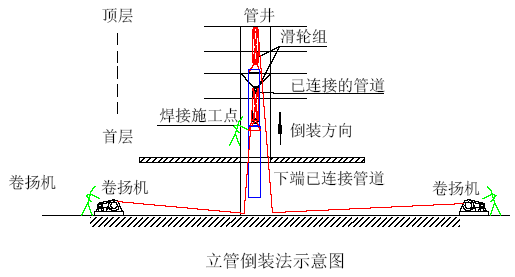 顶层
管井
滑轮组
已连接的管道
焊接施工点
倒装方向
首层
下端已连接管道
卷扬机
卷扬机
卷扬机
立管倒装法示意图